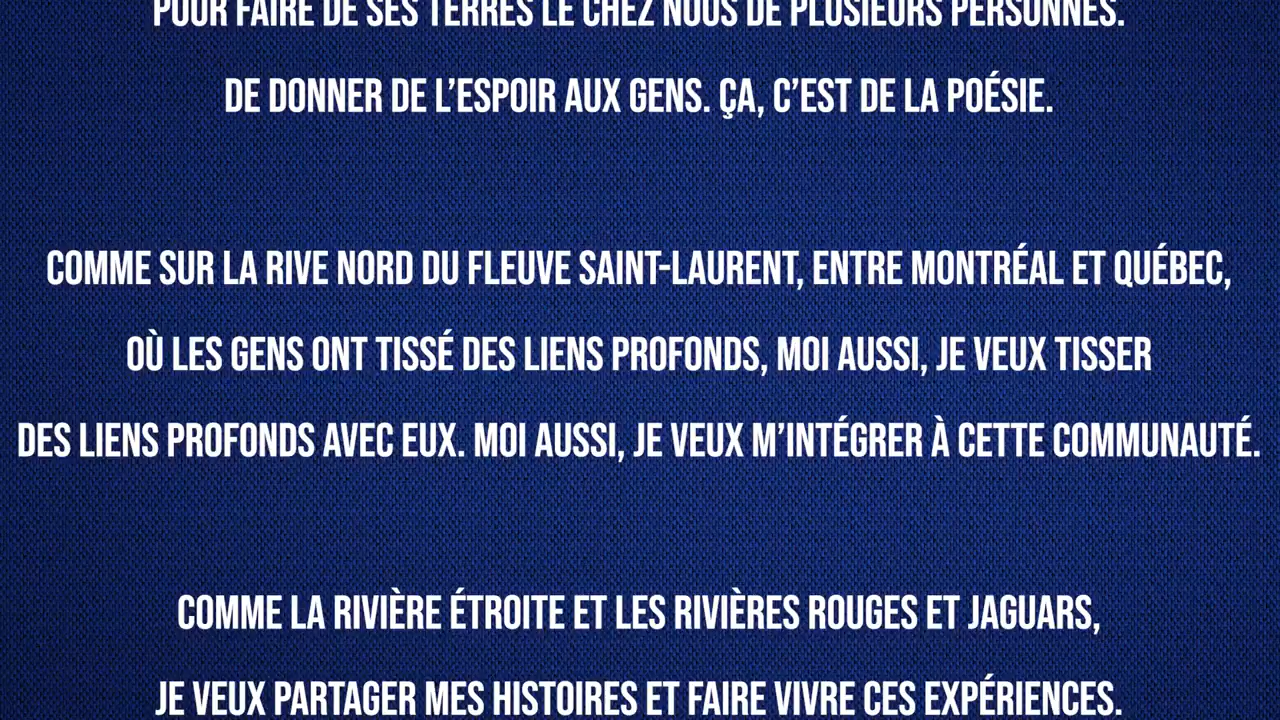 POUR FAIRE DE SES TERRES LE CHEZ NOUS DE PLUSIEURS PERSONNES.
DE DONNER DE L’ESPOIR AUX GENS. ÇA, C’EST DE LA POÉSIE.
COMME SUR LA RIVE NORD DU FLEUVE SAINT-LAURENT, ENTRE MONTRÉAL ET QUÉBEC,
OÙ LES GENS ONT TISSÉ DES LIENS PROFONDS, MOI AUSSI, JE VEUX TISSER
DES LIENS PROFONDS AVEC EUX. MOI AUSSI, JE VEUX M’INTÉGRER À CETTE COMMUNAUTÉ.
COMME LA RIVIÈRE ÉTROITE ET LES RIVIÈRES ROUGES ET JAGUARS,
JE VEUX PARTAGER MES HISTOIRES ET FAIRE VIVRE CES EXPÉRIENCES.